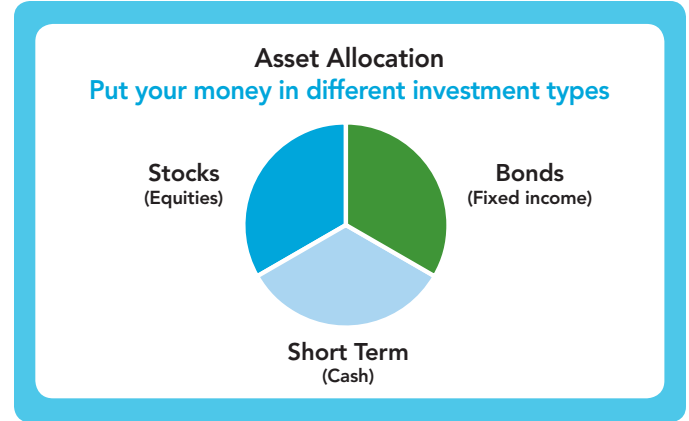 Asset Allocation
Put your money in different investment types
Stocks
(Equities)
Bonds
(Fixed income)
Short Term
(Cash)